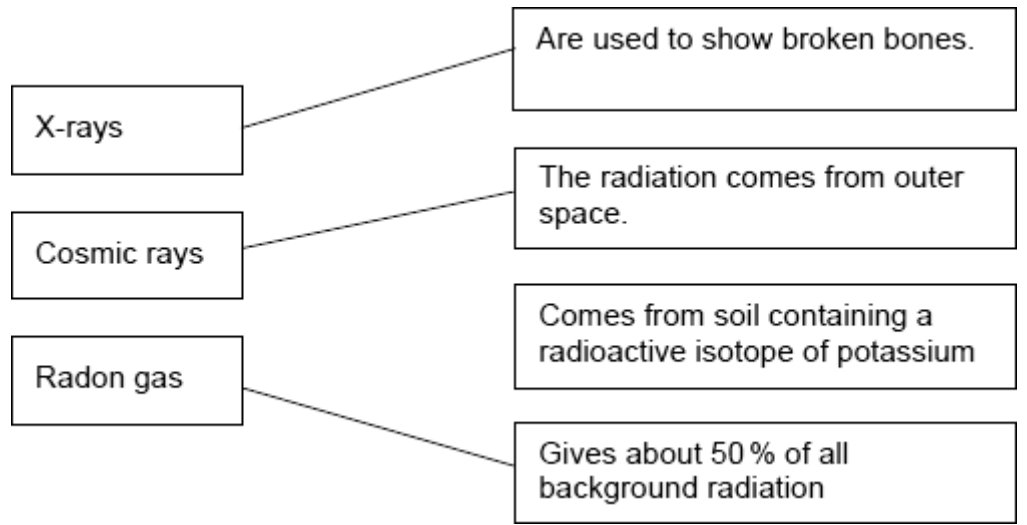 X-rays
Cosmic rays
Radon gas
Are used to show broken bones.
The radiation comes from outer
space.
Comes from soil containing a
radioactive isotope of potassium
Gives about 50 % of all
background radiation